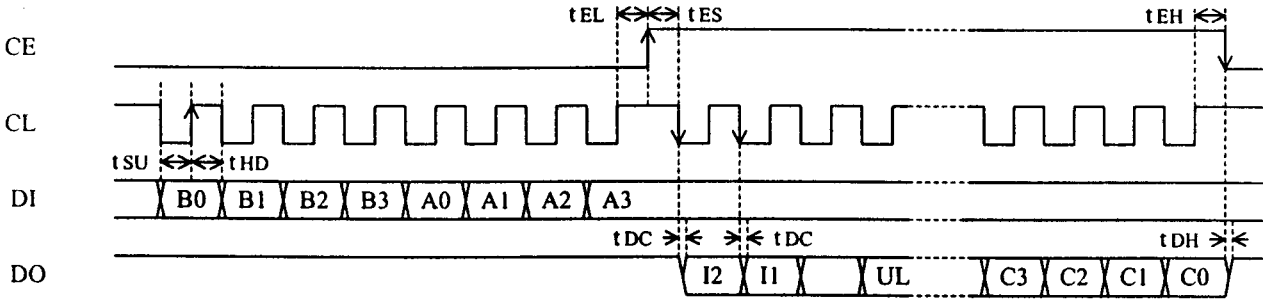 tEL tES tEH
CE
CL
tSU tHD
DI B0 B1 B2 B3 A0 A1 A2 A3
tDC tDC tDH
DO I2 I1 UL C3 C2 C1 C0